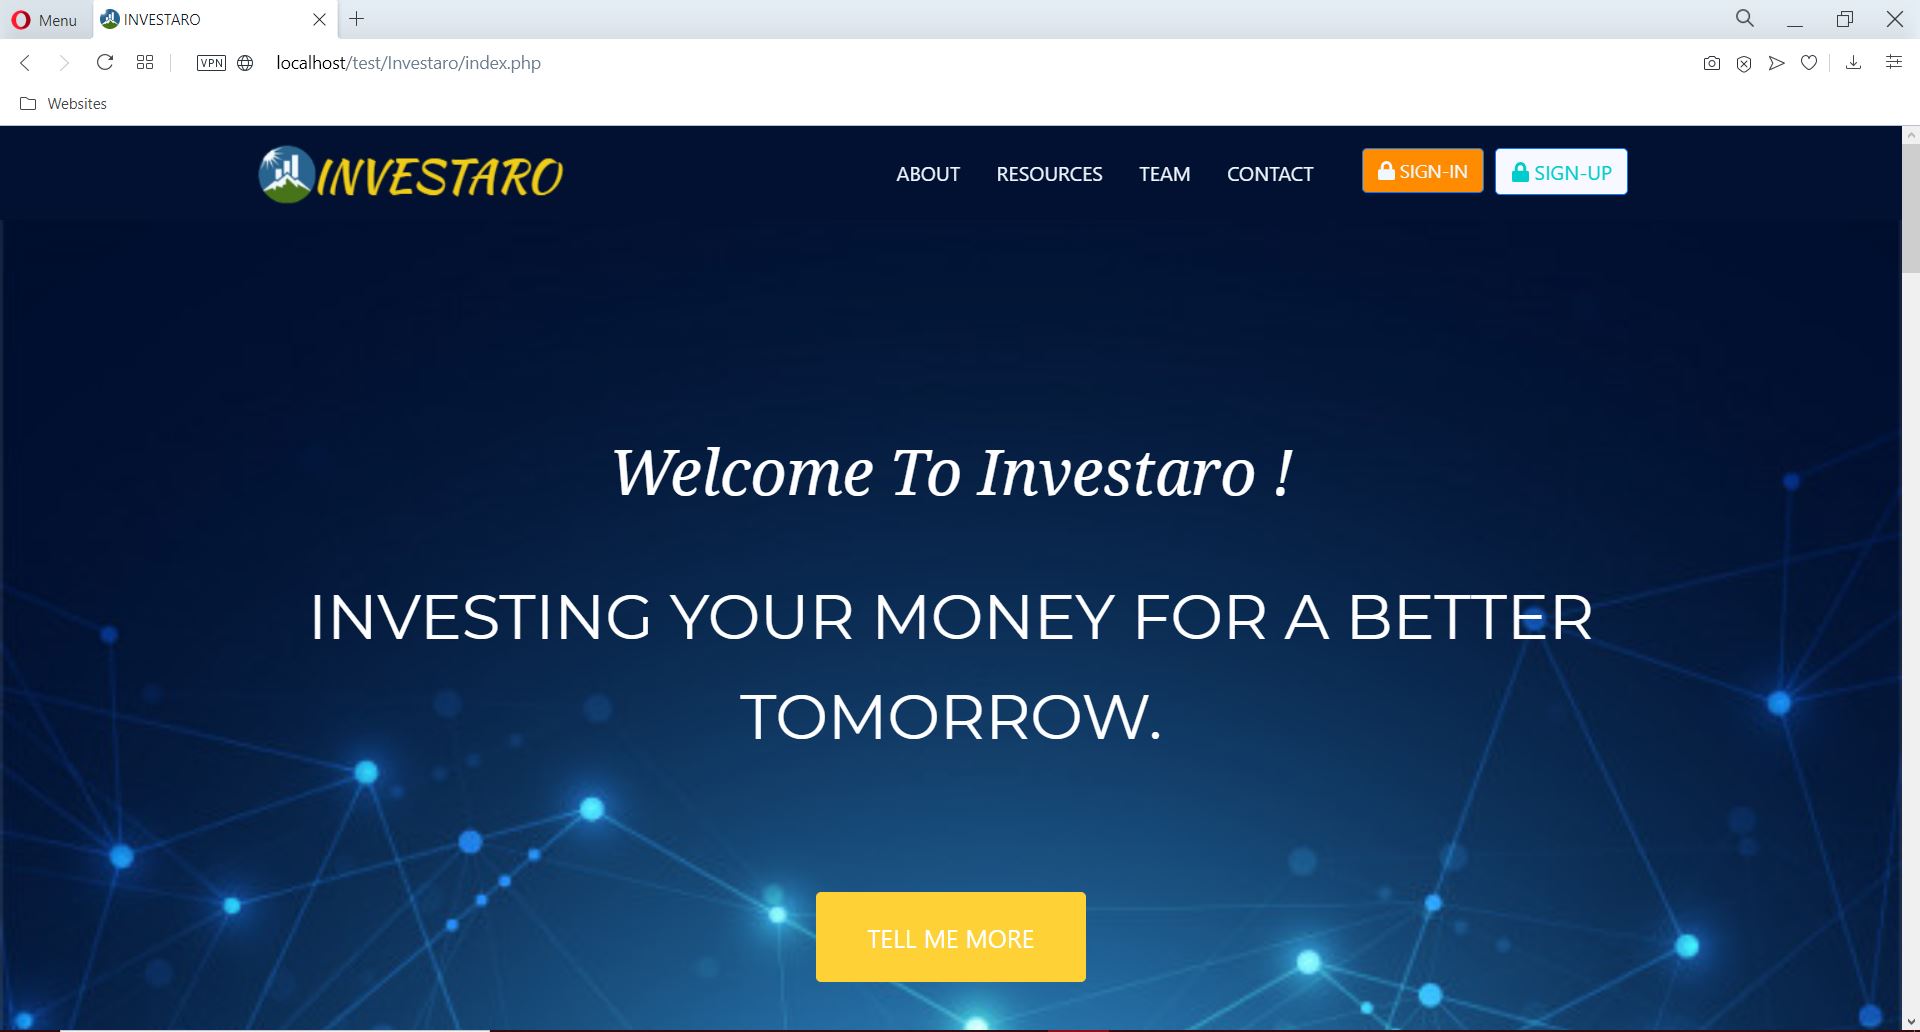 Menu
INVESTARO
VPN
localhost/test/Investaro/index.php
Websites
INVESTARO
ABOUT RESOURCES TEAM CONTACT SIGN-IN SIGN-UP
Welcome To Investaro !
INVESTING YOUR MONEY FOR A BETTER
TOMORROW.
TELL ME MORE